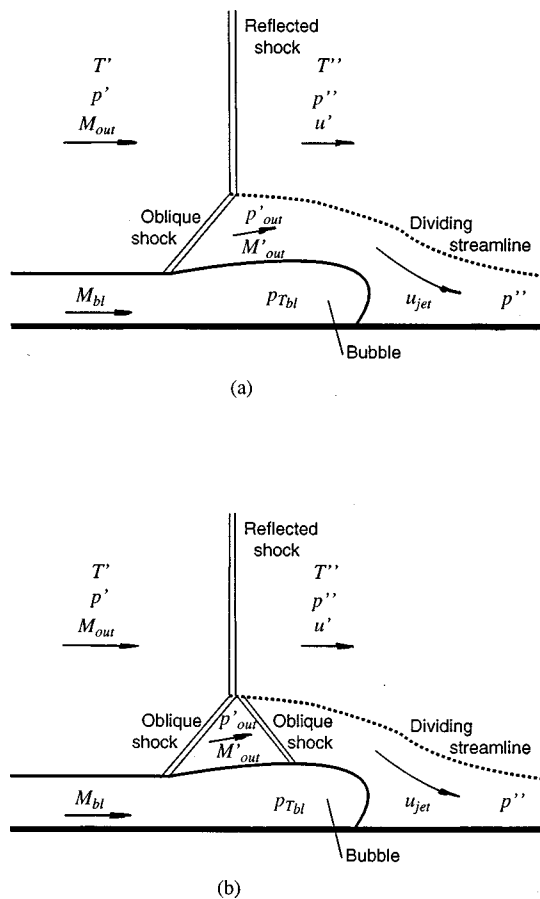 Reflected
shock
T'
p'
M_out
T''
p''
u'
Oblique
shock
p'_out
M'_out
Dividing
streamline
M_bl
p_T_bl
u_jet
p''
Bubble
(a)
Reflected
shock
T'
p'
M_out
T''
p''
u'
Oblique
shock
p'_out
M'_out
Oblique
shock
Dividing
streamline
M_bl
p_T_bl
u_jet
p''
Bubble
(b)